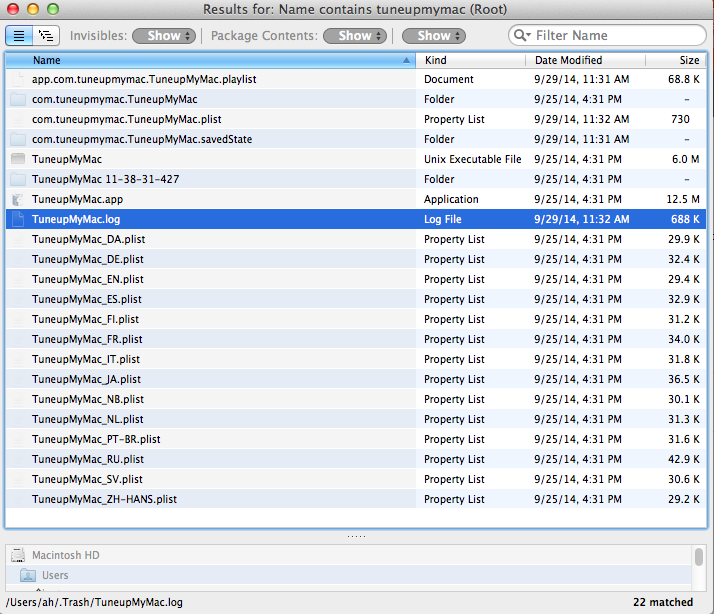 Results for: Name contains tuneupmymac (Root)
Invisibles: Show Package Contents: Show Show Filter Name
Name Kind Date Modified Size
app.com.tuneupmymac.TuneupMyMac.playlist Document 9/29/14, 11:31 AM 68.8 K
com.tuneupmymac.TuneupMyMac Folder 9/25/14, 4:31 PM –
com.tuneupmymac.TuneupMyMac.plist Property List 9/29/14, 11:32 AM 730
com.tuneupmymac.TuneupMyMac.savedState Folder 9/29/14, 11:31 AM –
TuneupMyMac Unix Executable File 9/25/14, 4:31 PM 6.0 M
TuneupMyMac 11-38-31-427 Folder 9/25/14, 4:31 PM –
TuneupMyMac.app Application 9/25/14, 4:31 PM 12.5 M
TuneupMyMac.log Log File 9/29/14, 11:32 AM 688 K
TuneupMyMac_DA.plist Property List 9/25/14, 4:31 PM 29.9 K
TuneupMyMac_DE.plist Property List 9/25/14, 4:31 PM 32.4 K
TuneupMyMac_EN.plist Property List 9/25/14, 4:31 PM 29.4 K
TuneupMyMac_ES.plist Property List 9/25/14, 4:31 PM 32.9 K
TuneupMyMac_FI.plist Property List 9/25/14, 4:31 PM 31.2 K
TuneupMyMac_FR.plist Property List 9/25/14, 4:31 PM 34.0 K
TuneupMyMac_IT.plist Property List 9/25/14, 4:31 PM 31.8 K
TuneupMyMac_JA.plist Property List 9/25/14, 4:31 PM 36.5 K
TuneupMyMac_NB.plist Property List 9/25/14, 4:31 PM 30.1 K
TuneupMyMac_NL.plist Property List 9/25/14, 4:31 PM 31.3 K
TuneupMyMac_PT-BR.plist Property List 9/25/14, 4:31 PM 31.6 K
TuneupMyMac_RU.plist Property List 9/25/14, 4:31 PM 42.9 K
TuneupMyMac_SV.plist Property List 9/25/14, 4:31 PM 30.6 K
TuneupMyMac_ZH-HANS.plist Property List 9/25/14, 4:31 PM 29.2 K
Macintosh HD
Users
/Users/ah/.Trash/TuneupMyMac.log 22 matched